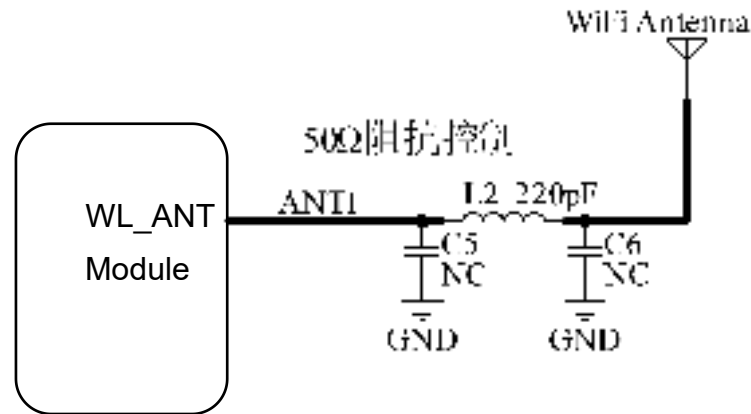 WiFi Antenna
50Ω阻抗控制
WL_ANT
ANT1
L2 220pF
Module
C5
NC
C6
NC
GND
GND